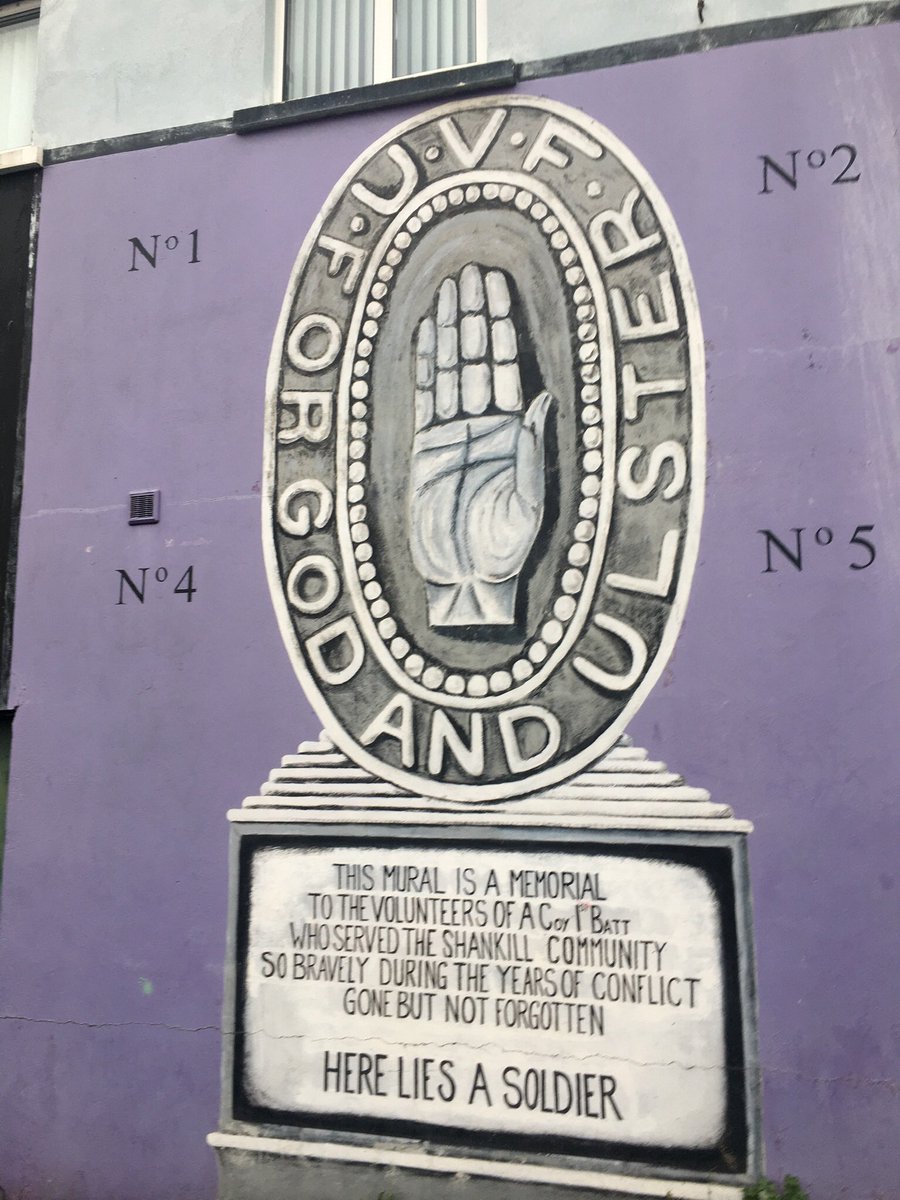 Nº1
Nº2
Nº4
Nº5
·U·V·F·
FOR GOD AND ULSTER
THIS MURAL IS A MEMORIAL
TO THE VOLUNTEERS OF A Coy 1st BATT
WHO SERVED THE SHANKILL COMMUNITY
SO BRAVELY DURING THE YEARS OF CONFLICT
GONE BUT NOT FORGOTTEN
HERE LIES A SOLDIER